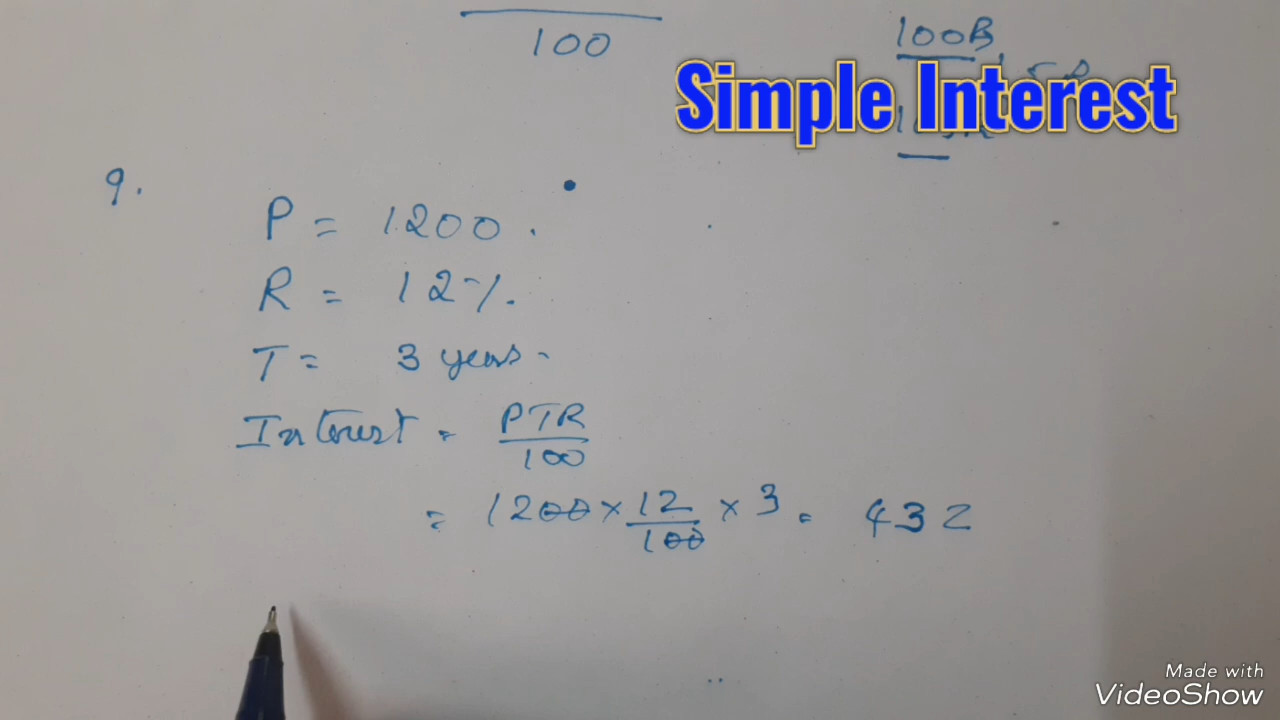 100
100B
Simple Interest
9.
P = 1200.
R = 12%.
T = 3 years.
Interest = PTR
100
= 1200 × 12 × 3 = 432
100
Made with
VideoShow